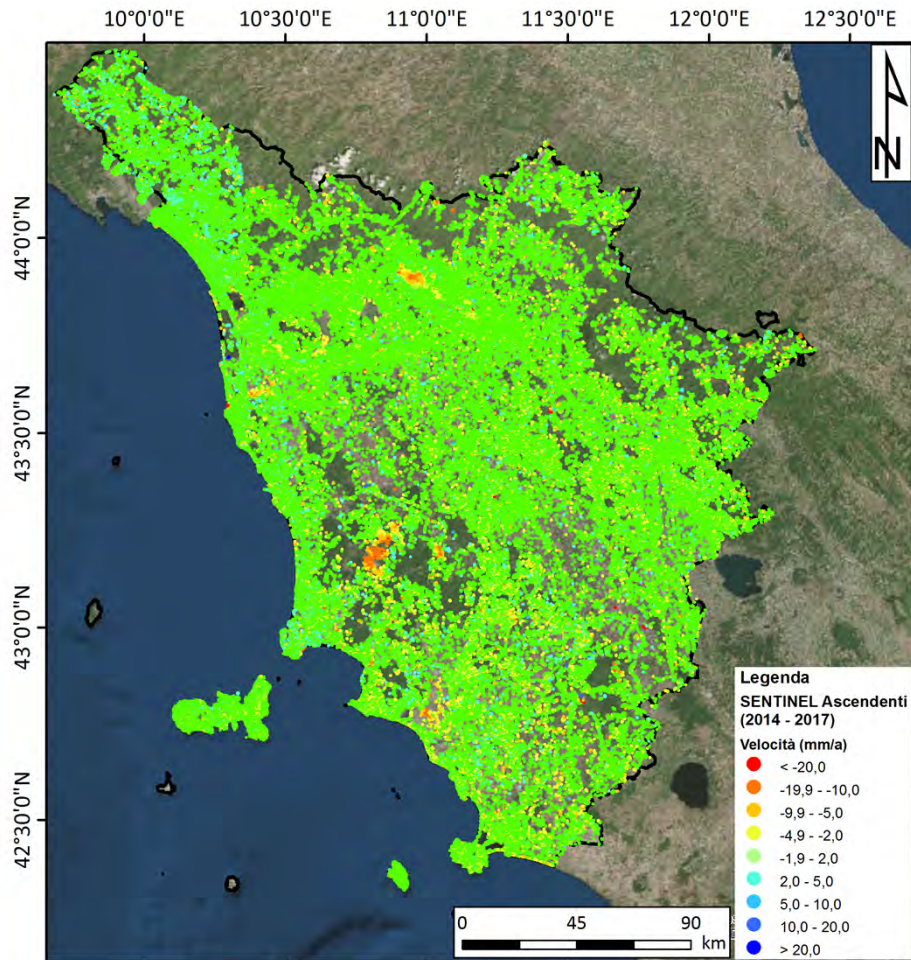 10°0'0"E 10°30'0"E 11°0'0"E 11°30'0"E 12°0'0"E 12°30'0"E
N
44°0'0"N
43°30'0"N
43°0'0"N
42°30'0"N
Legenda
SENTINEL Ascendenti
(2014 - 2017)
Velocità (mm/a)
< -20,0
-19,9 - -10,0
-9,9 - -5,0
-4,9 - -2,0
-1,9 - 2,0
2,0 - 5,0
5,0 - 10,0
10,0 - 20,0
> 20,0
0 45 90
km